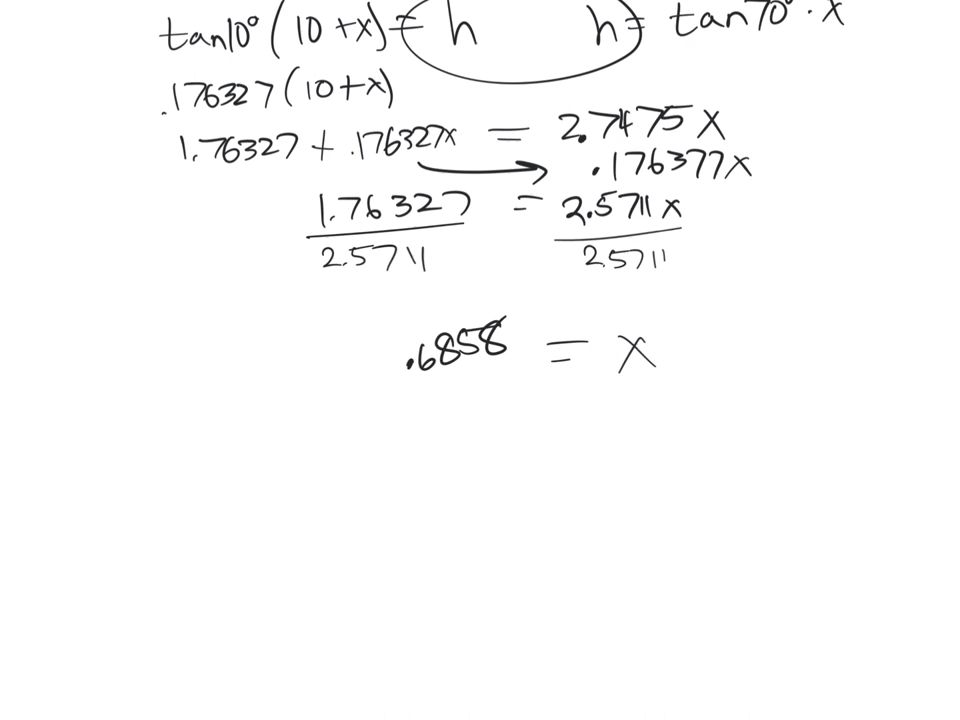 tan10° (10 + x) = h h = tan70° · x
.176327 (10 + x)
1.76327 + .176327x = 2.7475 x
.176377x
1.76327 = 2.5711 x
2.5711 2.5711
.6858 = x